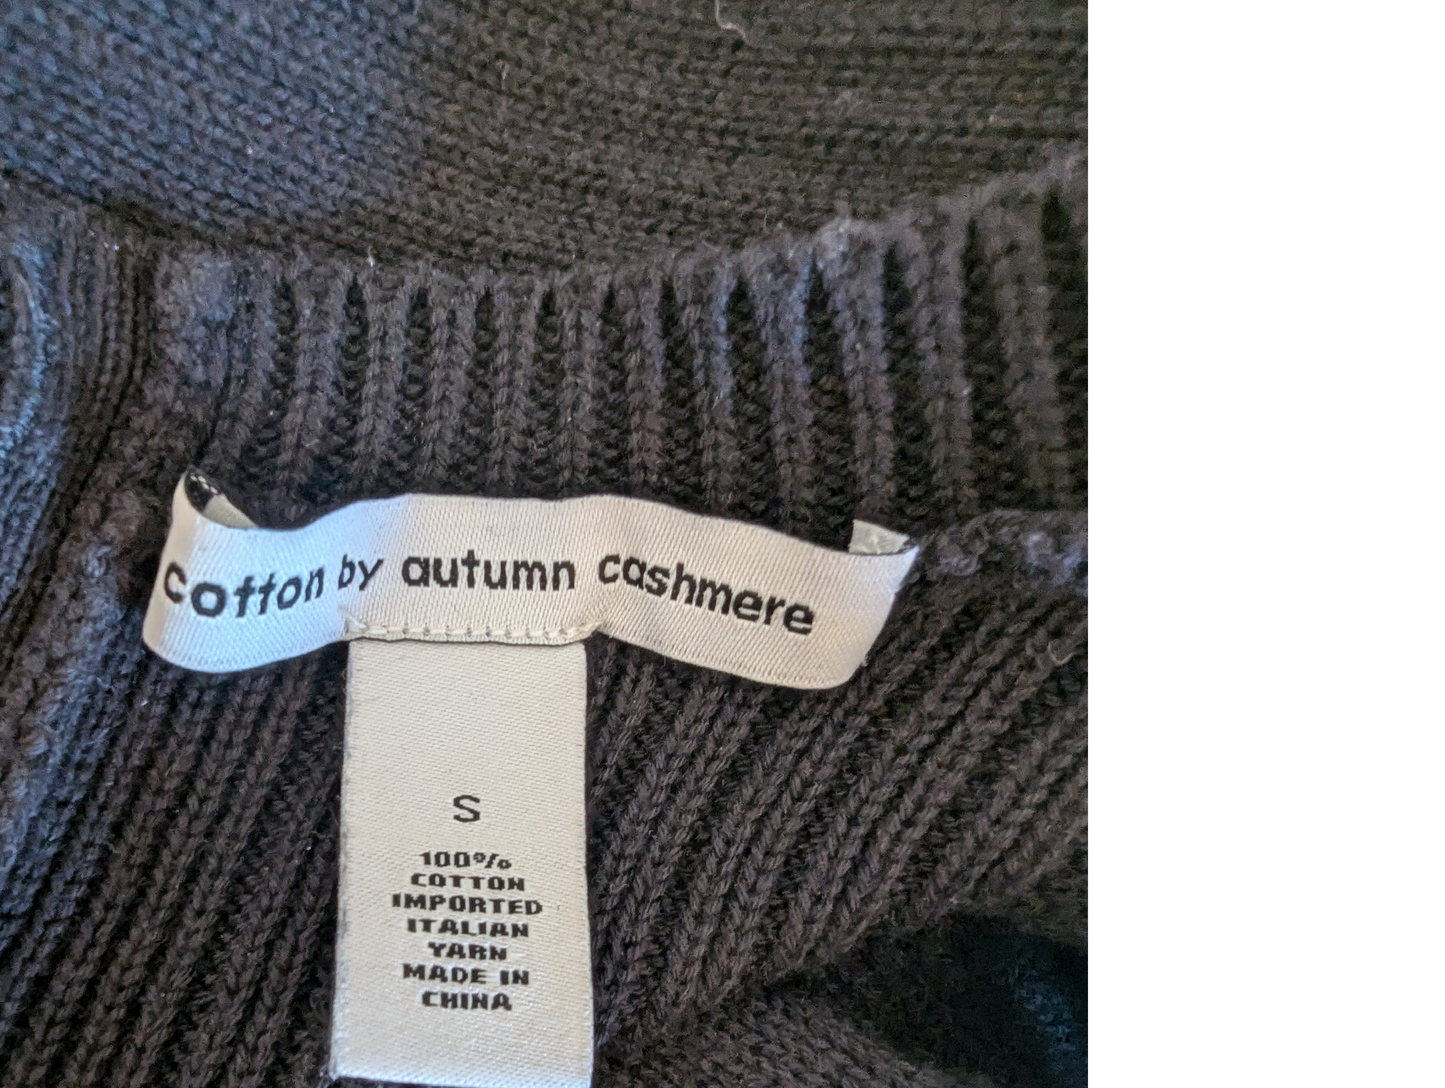 cotton by autumn cashmere
S
100%
COTTON
IMPORTED
ITALIAN
YARN
MADE IN
CHINA